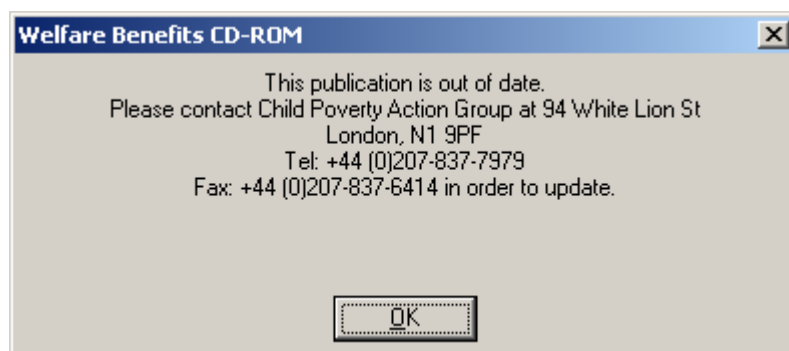 Welfare Benefits CD-ROM
This publication is out of date.
Please contact Child Poverty Action Group at 94 White Lion St
London, N1 9PF
Tel: +44 (0)207-837-7979
Fax: +44 (0)207-837-6414 in order to update.
OK